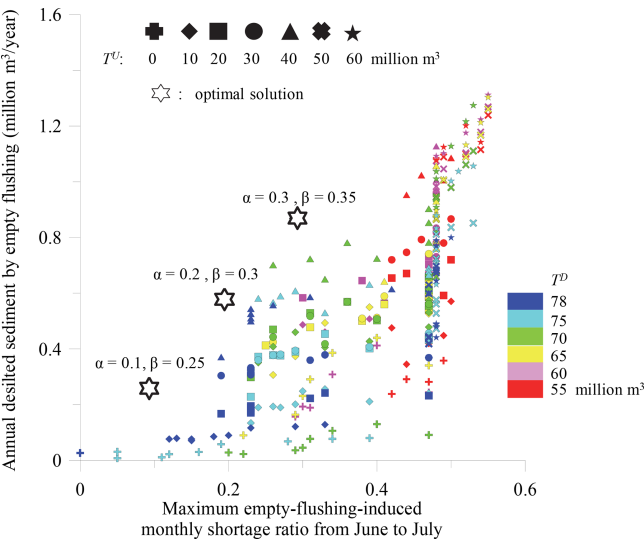 Annual desilted sediment by empty flushing (million m³/year)
1.6
1.2
0.8
0.4
0
Tᵁ: 0 10 20 30 40 50 60 million m³
: optimal solution
α = 0.3 , β = 0.35
α = 0.2 , β = 0.3
α = 0.1, β = 0.25
Tᴰ
78
75
70
65
60
55 million m³
0 0.2 0.4 0.6
Maximum empty-flushing-induced
monthly shortage ratio from June to July